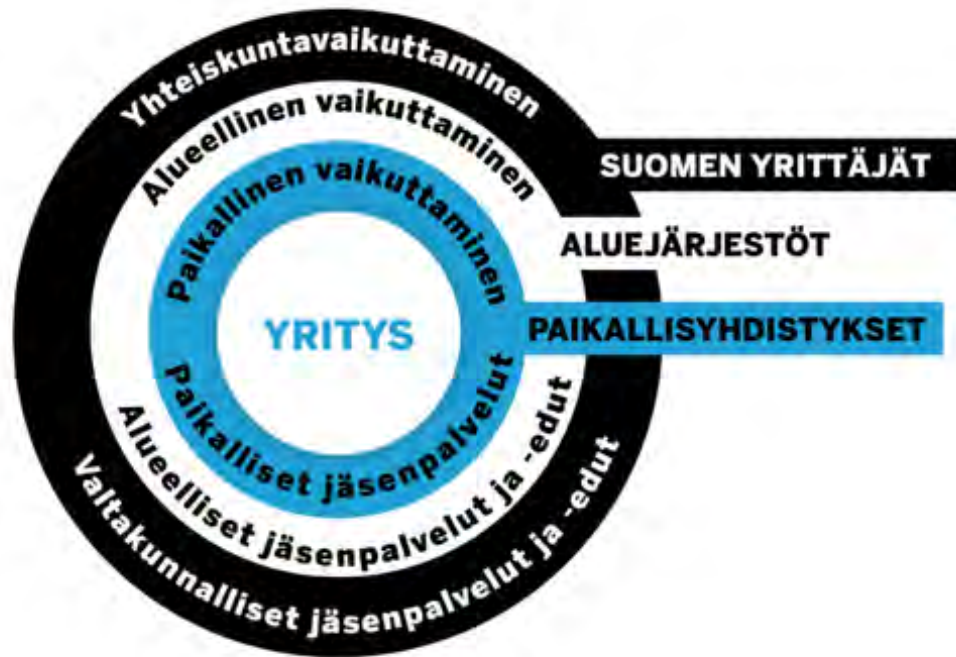 Yhteiskuntavaikuttaminen
Alueellinen vaikuttaminen
Paikallinen vaikuttaminen
SUOMEN YRITTÄJÄT
ALUEJÄRJESTÖT
YRITYS
PAIKALLISYHDISTYKSET
Paikalliset jäsenpalvelut
Alueelliset jäsenpalvelut ja -edut
Valtakunnalliset jäsenpalvelut ja -edut